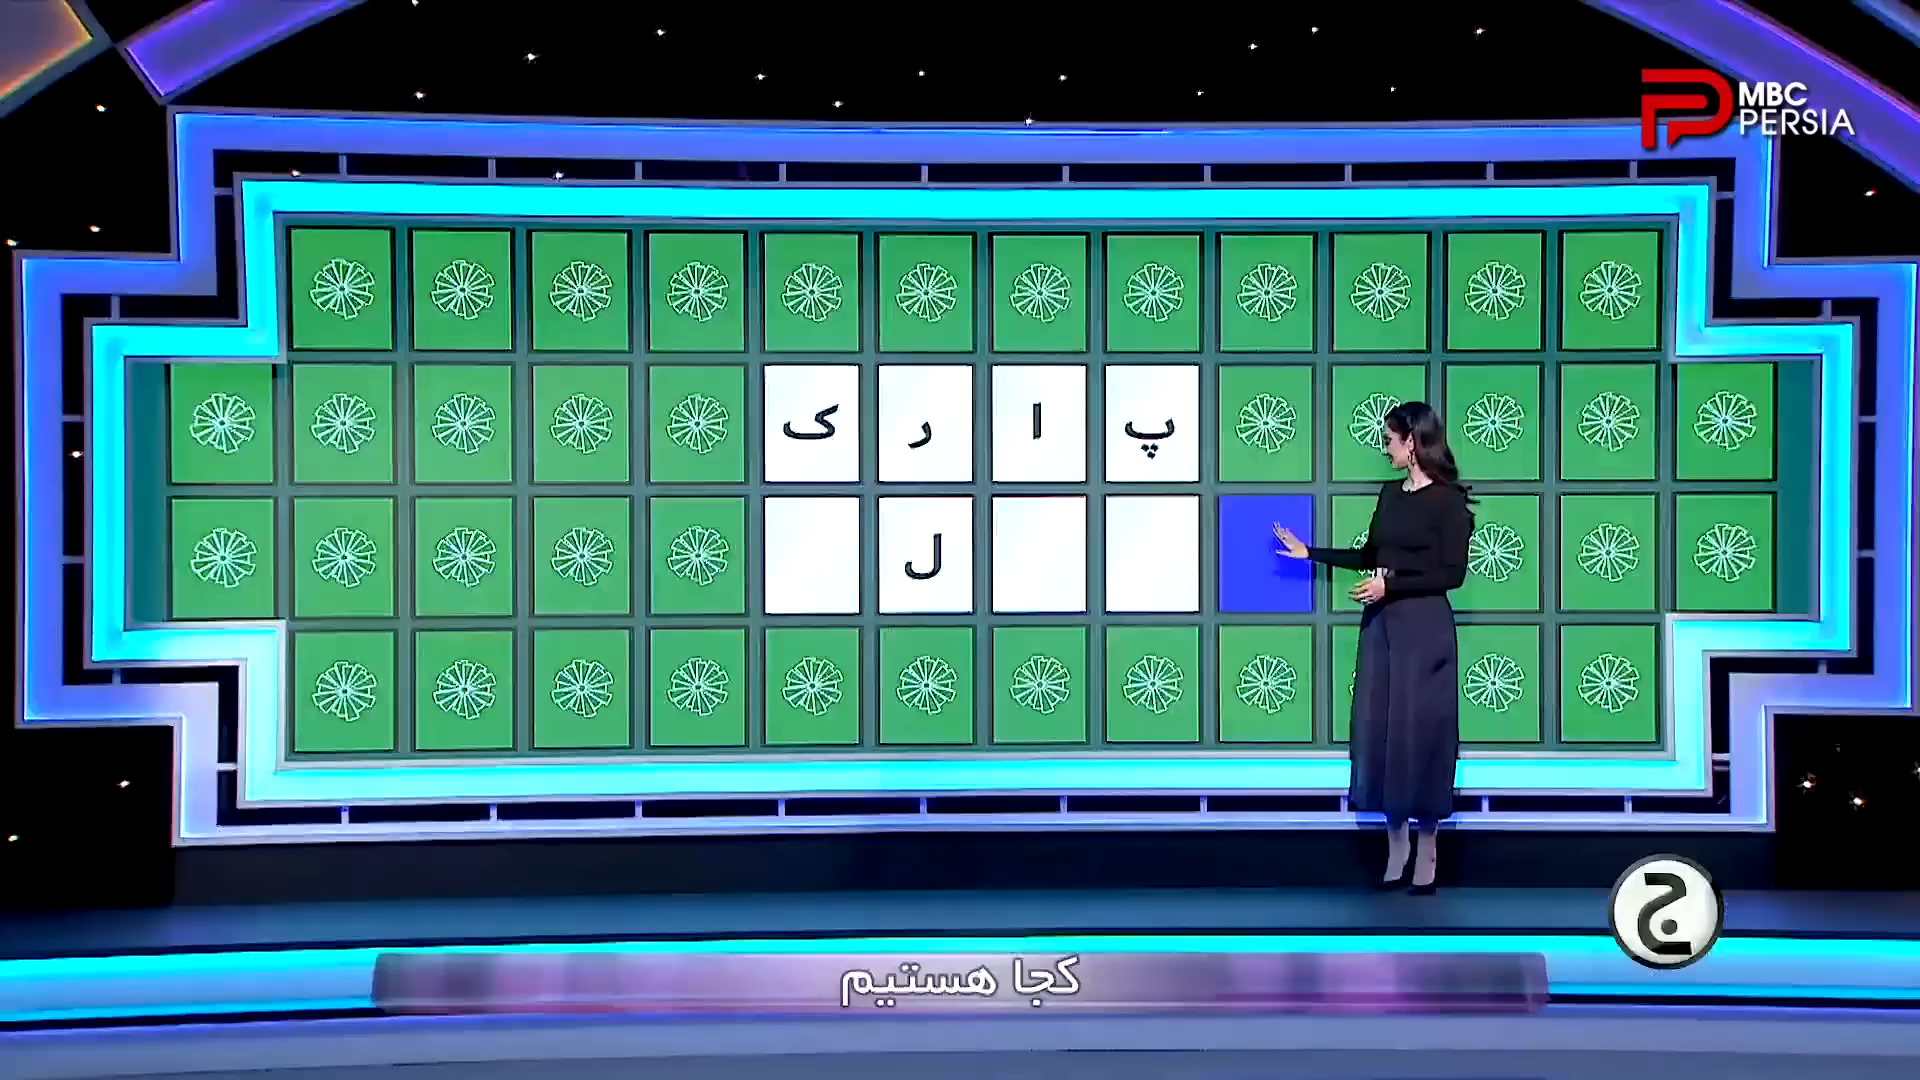 MBC
PERSIA
پ ا ر ک
ل
ج
کجا هستیم